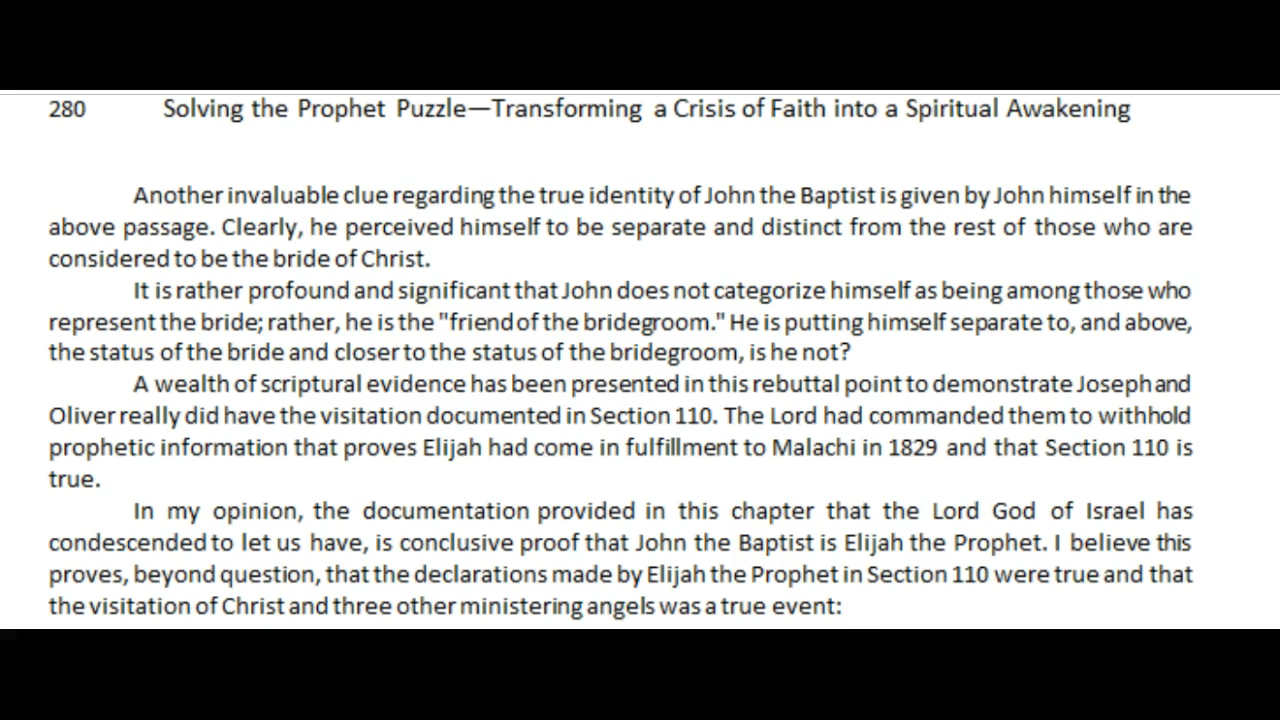 280 Solving the Prophet Puzzle—Transforming a Crisis of Faith into a Spiritual Awakening
Another invaluable clue regarding the true identity of John the Baptist is given by John himself in the
above passage. Clearly, he perceived himself to be separate and distinct from the rest of those who are
considered to be the bride of Christ.
It is rather profound and significant that John does not categorize himself as being among those who
represent the bride; rather, he is the "friend of the bridegroom." He is putting himself separate to, and above,
the status of the bride and closer to the status of the bridegroom, is he not?
A wealth of scriptural evidence has been presented in this rebuttal point to demonstrate Joseph and
Oliver really did have the visitation documented in Section 110. The Lord had commanded them to withhold
prophetic information that proves Elijah had come in fulfillment to Malachi in 1829 and that Section 110 is
true.
In my opinion, the documentation provided in this chapter that the Lord God of Israel has
condescended to let us have, is conclusive proof that John the Baptist is Elijah the Prophet. I believe this
proves, beyond question, that the declarations made by Elijah the Prophet in Section 110 were true and that
the visitation of Christ and three other ministering angels was a true event: